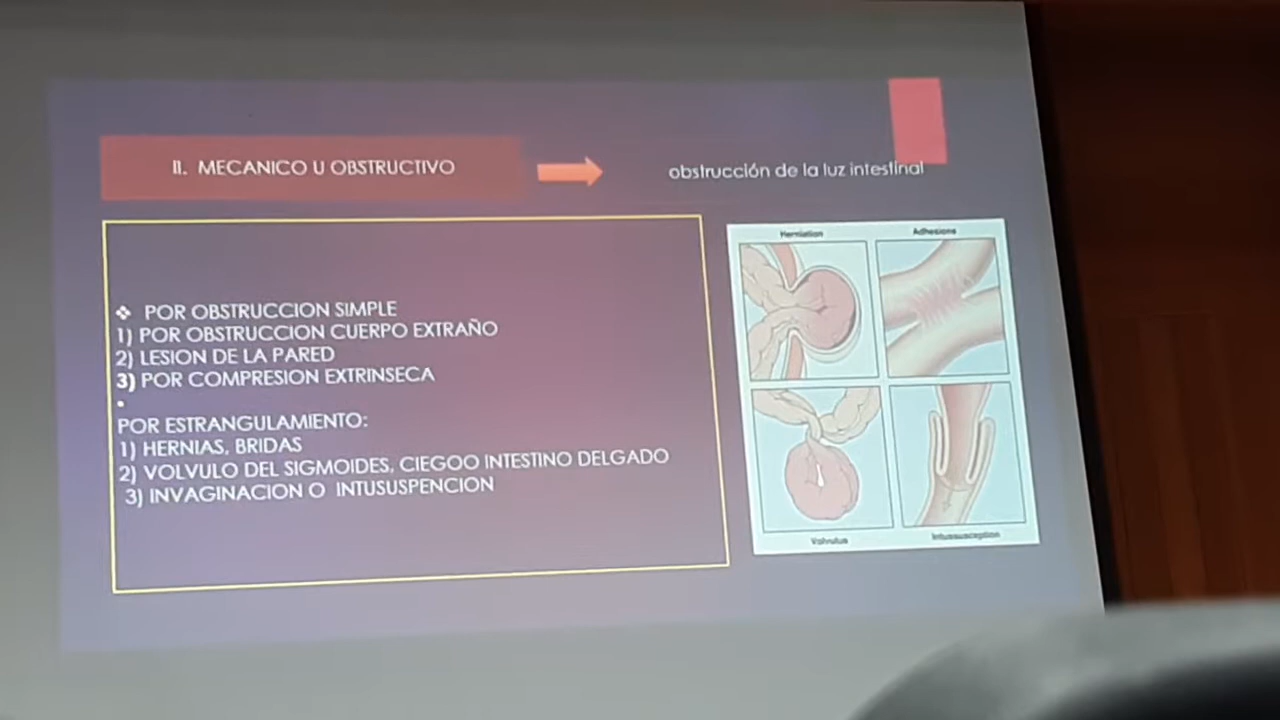 II. MECANICO U OBSTRUCTIVO
obstrucción de la luz intestinal
❖ POR OBSTRUCCION SIMPLE
1) POR OBSTRUCCION CUERPO EXTRAÑO
2) LESION DE LA PARED
3) POR COMPRESION EXTRINSECA
•
POR ESTRANGULAMIENTO:
1) HERNIAS, BRIDAS
2) VOLVULO DEL SIGMOIDES, CIEGOO INTESTINO DELGADO
3) INVAGINACION O INTUSUSPENCION
Herniation
Adhesions
Volvulus
Intussusception